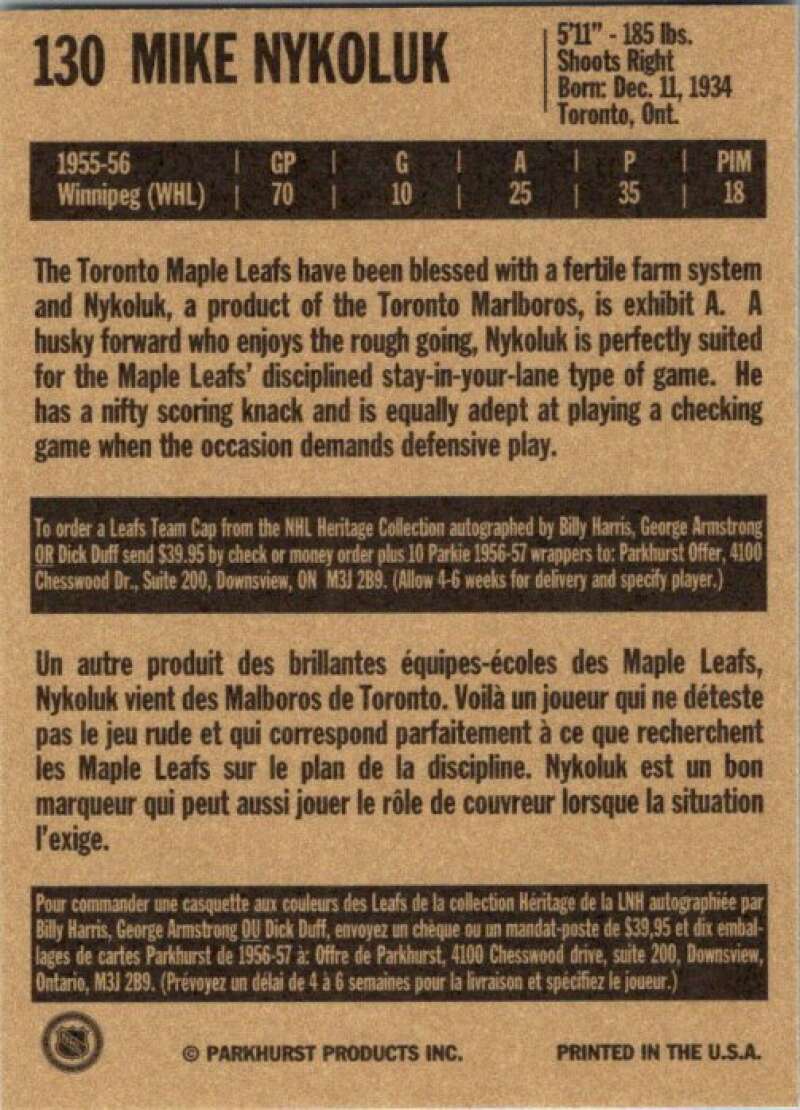 130 MIKE NYKOLUK
5'11" - 185 lbs.
Shoots Right
Born: Dec. 11, 1934
Toronto, Ont.
1955-56 | GP | G | A | P | PIM
Winnipeg (WHL) | 70 | 10 | 25 | 35 | 18
The Toronto Maple Leafs have been blessed with a fertile farm system
and Nykoluk, a product of the Toronto Marlboros, is exhibit A. A
husky forward who enjoys the rough going, Nykoluk is perfectly suited
for the Maple Leafs' disciplined stay-in-your-lane type of game. He
has a nifty scoring knack and is equally adept at playing a checking
game when the occasion demands defensive play.
To order a Leafs Team Cap from the NHL Heritage Collection autographed by Billy Harris, George Armstrong
OR Dick Duff send $39.95 by check or money order plus 10 Parkie 1956-57 wrappers to: Parkhurst Offer, 4100
Chesswood Dr., Suite 200, Downsview, ON M3J 2B9. (Allow 4-6 weeks for delivery and specify player.)
Un autre produit des brillantes équipes-écoles des Maple Leafs,
Nykoluk vient des Malboros de Toronto. Voilà un joueur qui ne déteste
pas le jeu rude et qui correspond parfaitement à ce que recherchent
les Maple Leafs sur le plan de la discipline. Nykoluk est un bon
marqueur qui peut aussi jouer le rôle de couvreur lorsque la situation
l'exige.
Pour commander une casquette aux couleurs des Leafs de la collection Héritage de la LNH autographiée par
Billy Harris, George Armstrong OU Dick Duff, envoyez un chèque ou un mandat-poste de $39,95 et dix embal-
lages de cartes Parkhurst de 1956-57 à: Offre de Parkhurst, 4100 Chesswood drive, suite 200, Downsview,
Ontario, M3J 2B9. (Prévoyez un délai de 4 à 6 semaines pour la livraison et spécifiez le joueur.)
© PARKHURST PRODUCTS INC. PRINTED IN THE U.S.A.